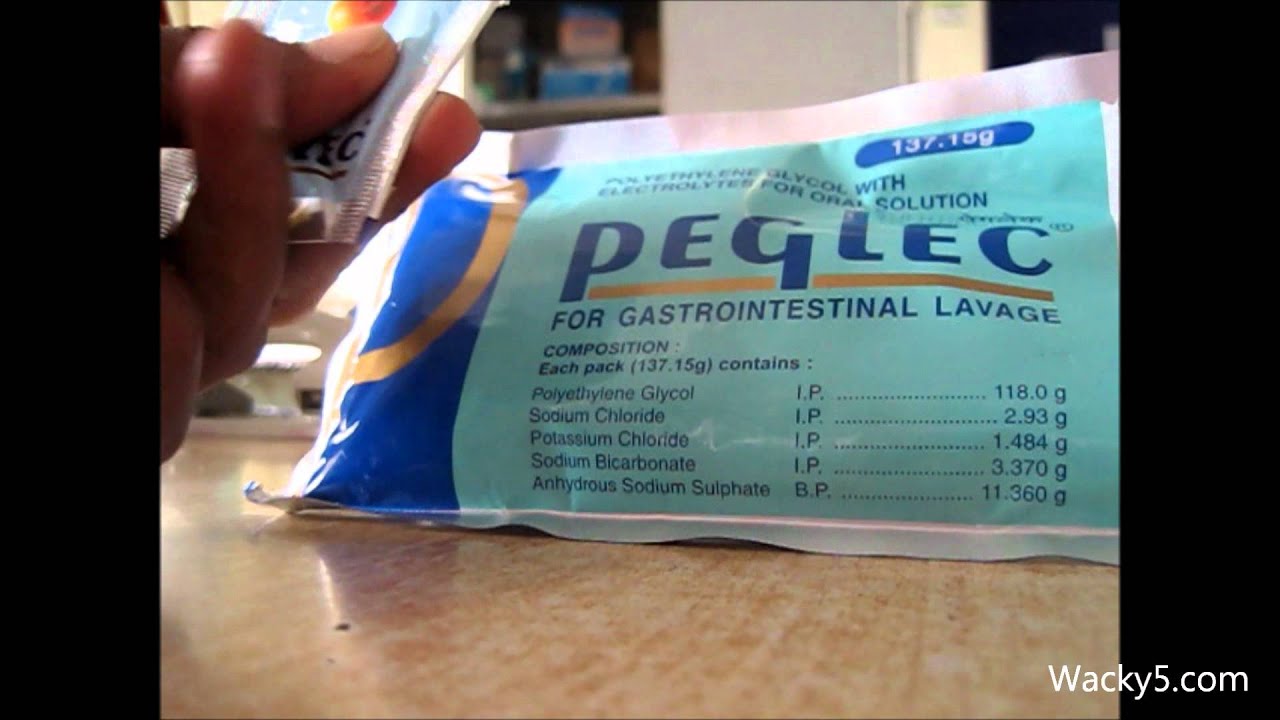 137.15g
POLYETHYLENE GLYCOL WITH
ELECTROLYTES FOR ORAL SOLUTION
पेगलेक
PEGLEC®
FOR GASTROINTESTINAL LAVAGE
COMPOSITION :
Each pack (137.15g) contains :
Polyethylene Glycol I.P. ........................ 118.0 g
Sodium Chloride I.P. .......................... 2.93 g
Potassium Chloride I.P. ........................ 1.484 g
Sodium Bicarbonate I.P. ........................ 3.370 g
Anhydrous Sodium Sulphate B.P. ..................... 11.360 g
Wacky5.com